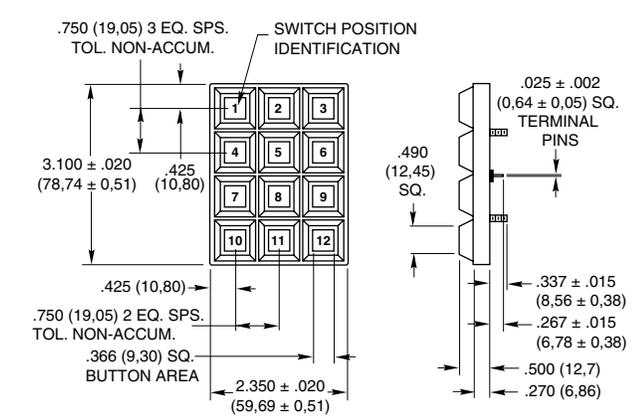 .750 (19,05) 3 EQ. SPS.
TOL. NON-ACCUM.
SWITCH POSITION
IDENTIFICATION
1 2 3
4 5 6
7 8 9
10 11 12
3.100 ± .020
(78,74 ± 0,51)
.425
(10,80)
.425 (10,80)
.750 (19,05) 2 EQ. SPS.
TOL. NON-ACCUM.
.366 (9,30) SQ.
BUTTON AREA
2.350 ± .020
(59,69 ± 0,51)
.025 ± .002
(0,64 ± 0,05) SQ.
TERMINAL
PINS
.490
(12,45)
SQ.
.337 ± .015
(8,56 ± 0,38)
.267 ± .015
(6,78 ± 0,38)
.500 (12,7)
.270 (6,86)